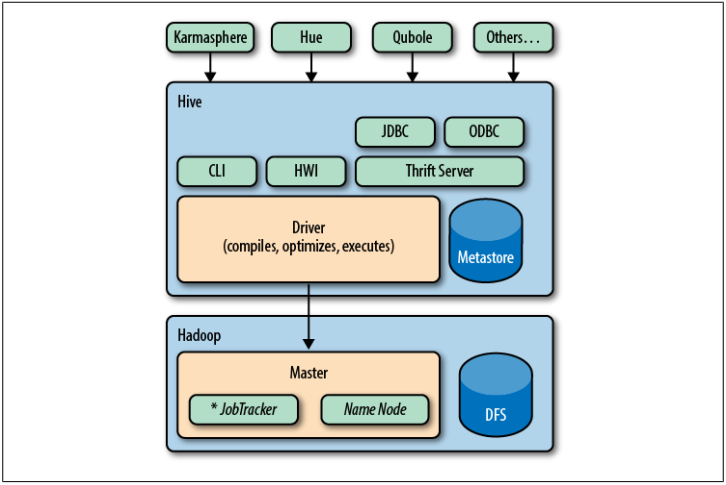 Karmasphere Hue Qubole Others...
Hive
JDBC ODBC
CLI HWI Thrift Server
Driver
(compiles, optimizes, executes)
Metastore
Hadoop
Master
* JobTracker Name Node
DFS